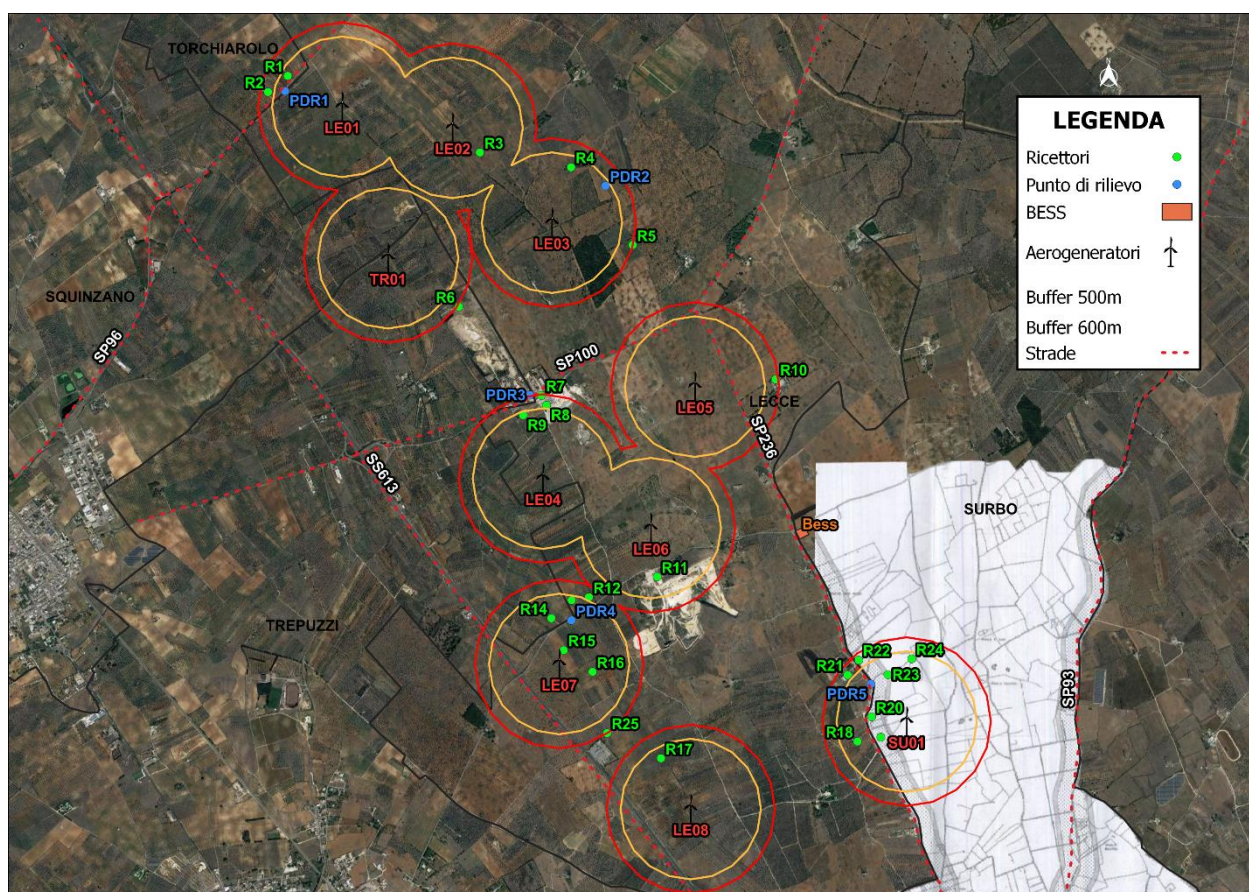 TORCHIAROLO
R1
R2
PDR1
LE01
LE02
R3
R4
PDR2
LE03
R5
TR01
R6
SQUINZANO
SP96
SP100
R10
LE05
LECCE
PDR3
R7
R8
R9
SP236
SS613
LE04
LE06
Bess
SURBO
R11
R12
R14
PDR4
R15
R16
LE07
TREPUZZI
R25
R17
LE08
R21
R22
R24
R23
PDR5
R20
R18
SU01
SP93
LEGENDA
Ricettori
Punto di rilievo
BESS
Aerogeneratori
Buffer 500m
Buffer 600m
Strade